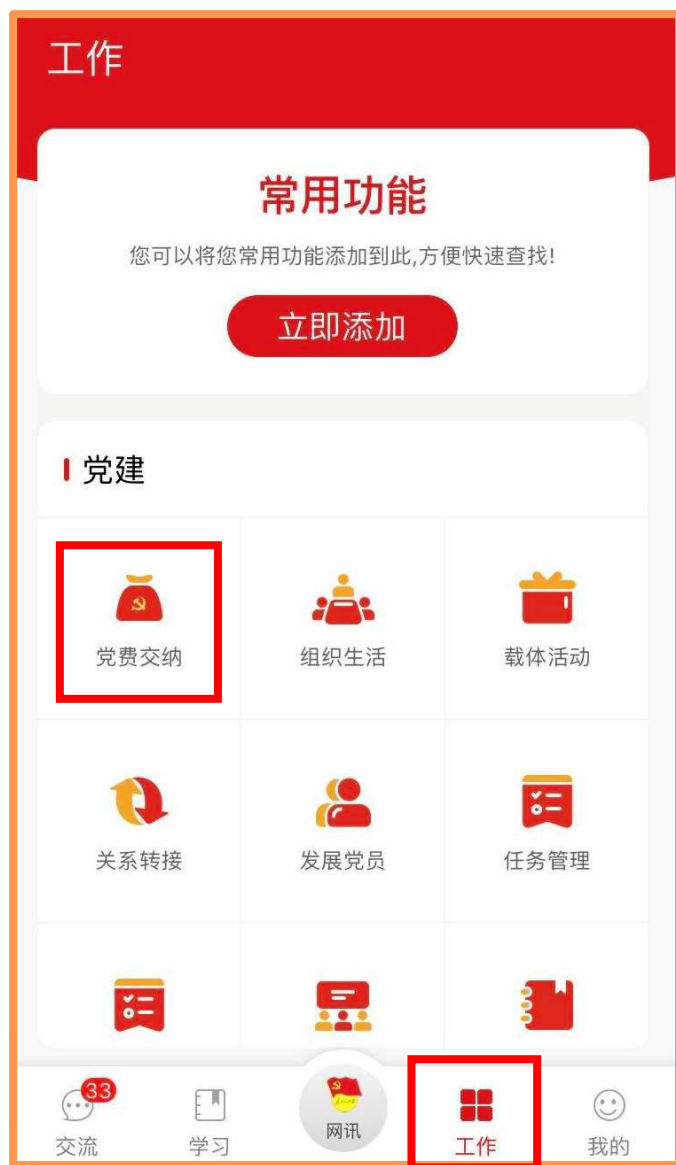 工作
常用功能
您可以将您常用功能添加到此,方便快速查找!
立即添加
党建
党费交纳 组织生活 载体活动
关系转接 发展党员 任务管理
33
交流 学习 网讯 工作 我的